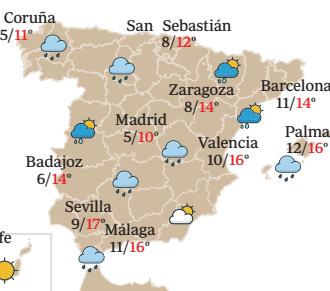 Coruña
5/11°
San Sebastián
8/12°
Zaragoza
8/14°
Barcelona
11/14°
Madrid
5/10°
Valencia
10/16°
Palma
12/16°
Badajoz
6/14°
Sevilla
9/17°
Málaga
11/16°
fe